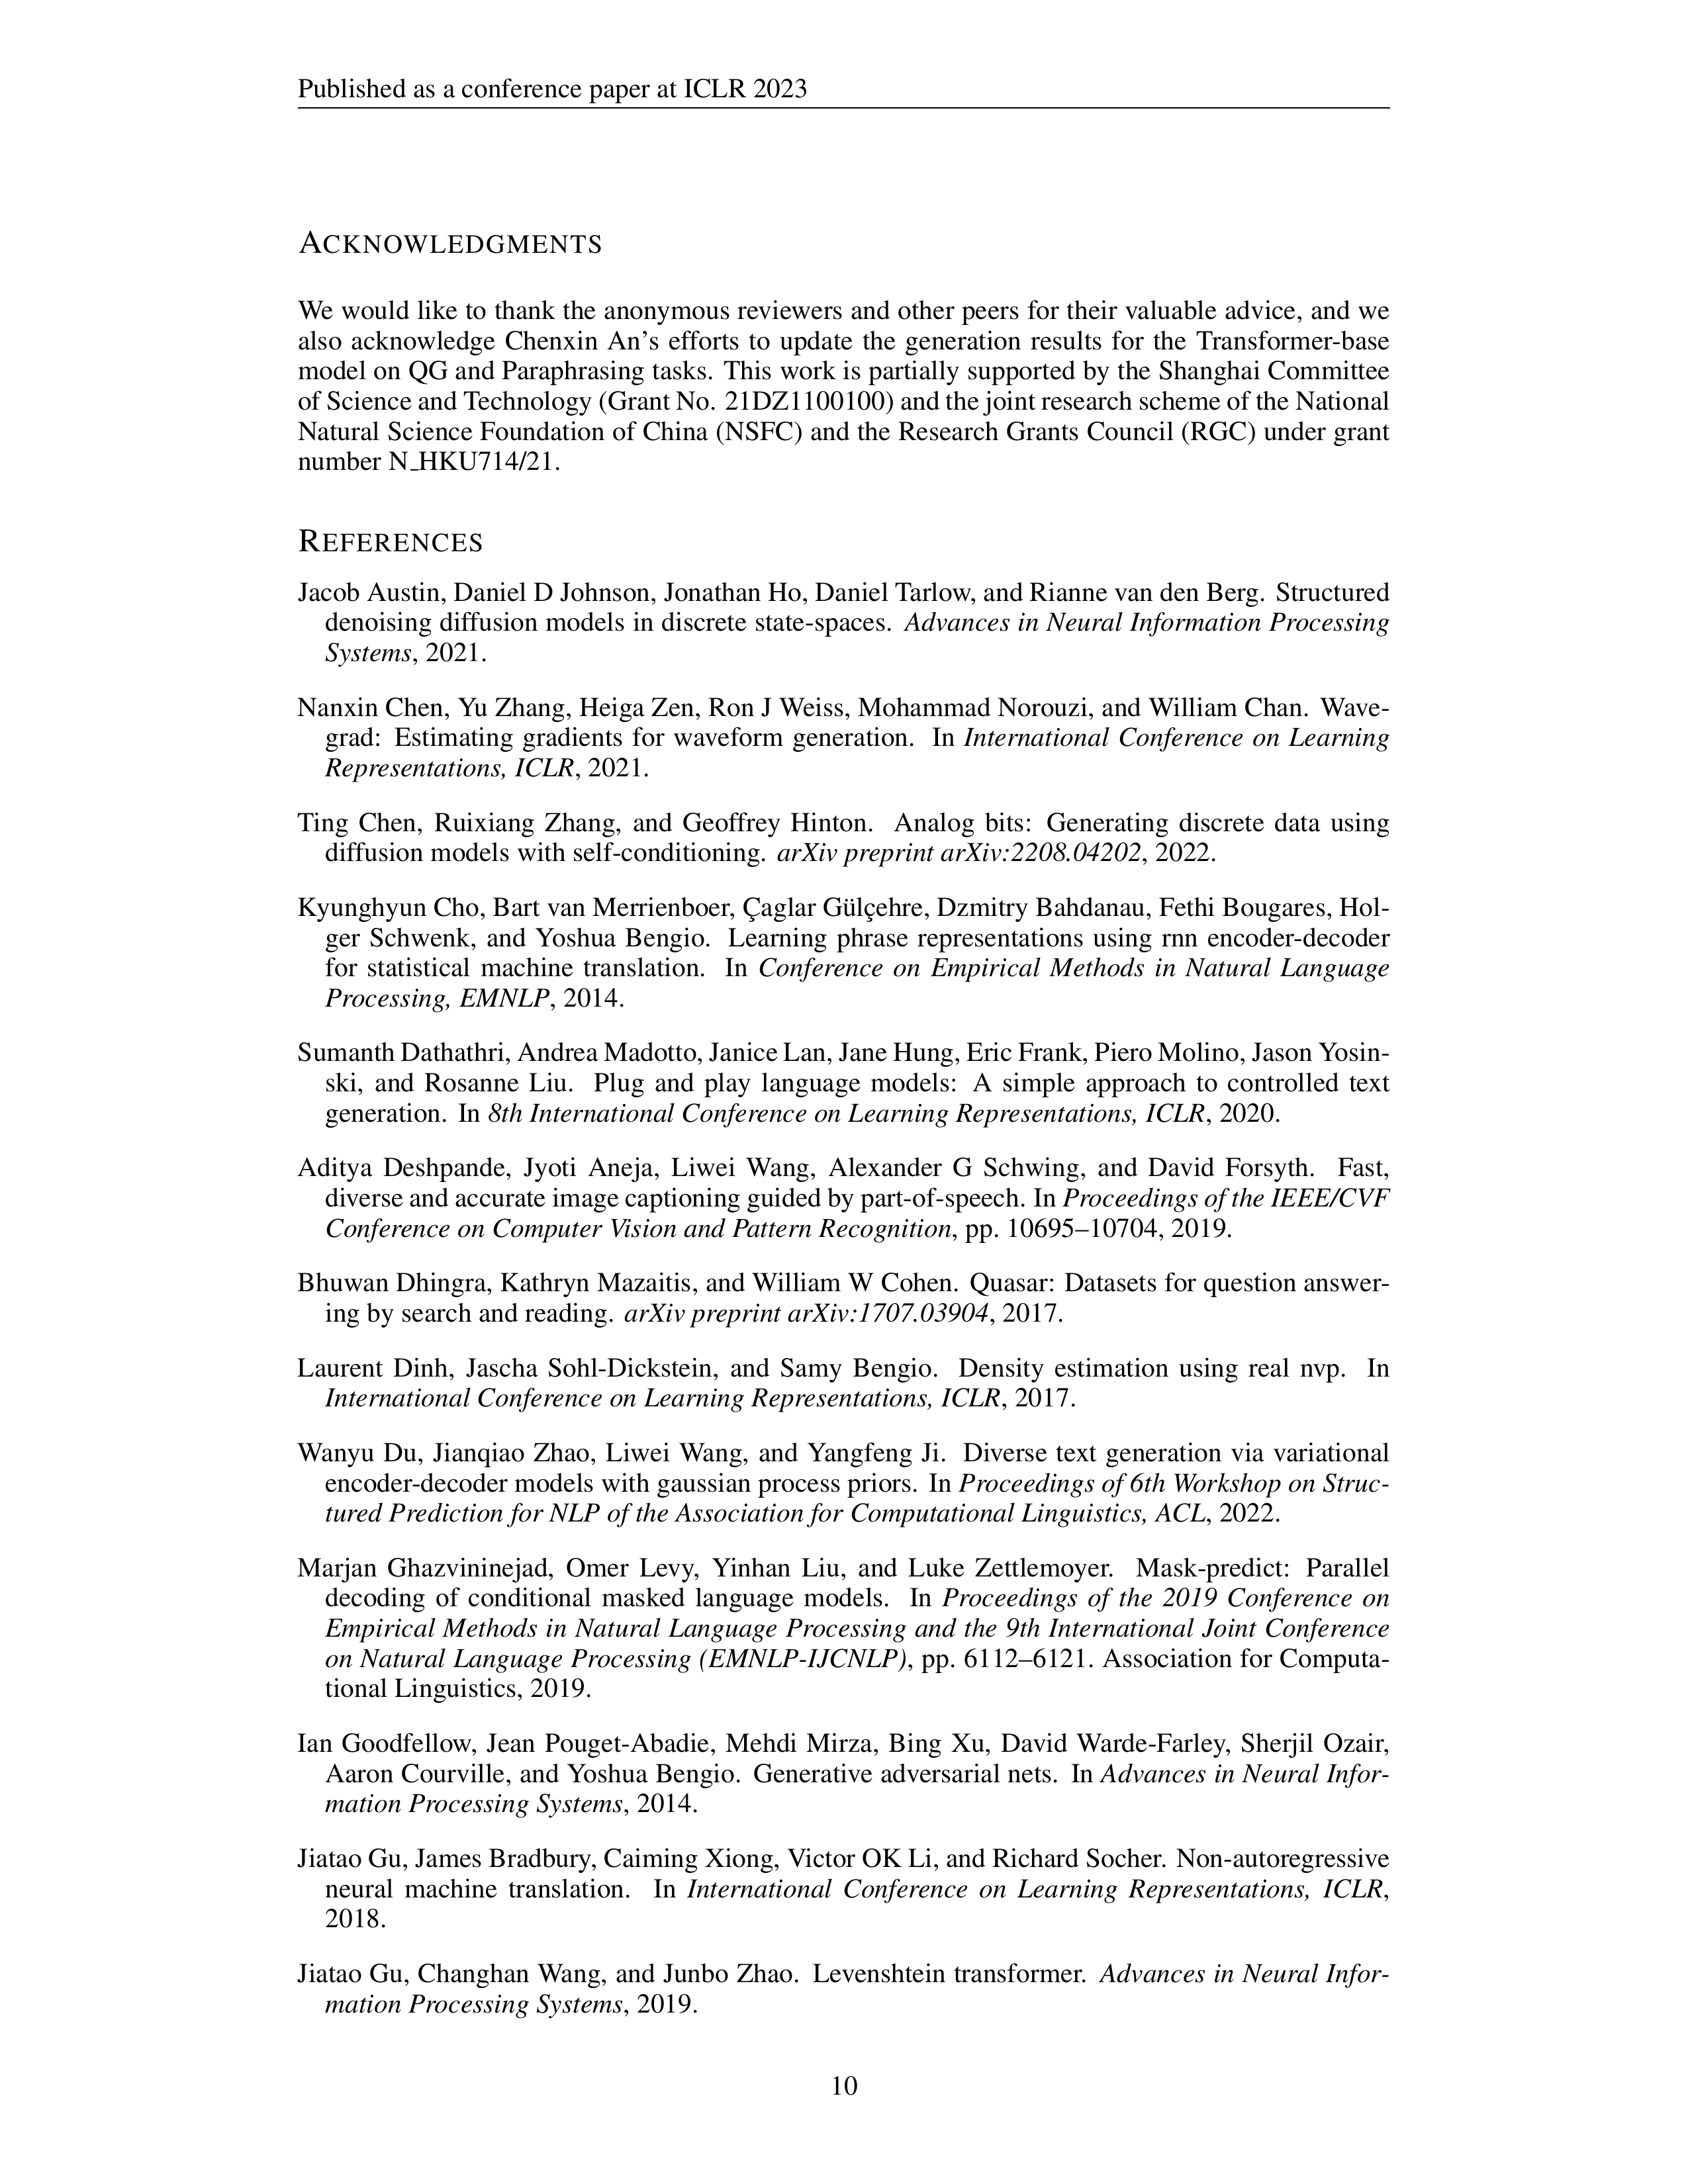 Published as a conference paper at ICLR 2023
ACKNOWLEDGMENTS
We would like to thank the anonymous reviewers and other peers for their valuable advice, and we
also acknowledge Chenxin An's efforts to update the generation results for the Transformer-base
model on QG and Paraphrasing tasks. This work is partially supported by the Shanghai Committee
of Science and Technology (Grant No. 21DZ1100100) and the joint research scheme of the National
Natural Science Foundation of China (NSFC) and the Research Grants Council (RGC) under grant
number N_HKU714/21.
REFERENCES
Jacob Austin, Daniel D Johnson, Jonathan Ho, Daniel Tarlow, and Rianne van den Berg. Structured
denoising diffusion models in discrete state-spaces. Advances in Neural Information Processing
Systems, 2021.
Nanxin Chen, Yu Zhang, Heiga Zen, Ron J Weiss, Mohammad Norouzi, and William Chan. Wave-
grad: Estimating gradients for waveform generation. In International Conference on Learning
Representations, ICLR, 2021.
Ting Chen, Ruixiang Zhang, and Geoffrey Hinton. Analog bits: Generating discrete data using
diffusion models with self-conditioning. arXiv preprint arXiv:2208.04202, 2022.
Kyunghyun Cho, Bart van Merrienboer, Çaglar Gülçehre, Dzmitry Bahdanau, Fethi Bougares, Hol-
ger Schwenk, and Yoshua Bengio. Learning phrase representations using rnn encoder-decoder
for statistical machine translation. In Conference on Empirical Methods in Natural Language
Processing, EMNLP, 2014.
Sumanth Dathathri, Andrea Madotto, Janice Lan, Jane Hung, Eric Frank, Piero Molino, Jason Yosin-
ski, and Rosanne Liu. Plug and play language models: A simple approach to controlled text
generation. In 8th International Conference on Learning Representations, ICLR, 2020.
Aditya Deshpande, Jyoti Aneja, Liwei Wang, Alexander G Schwing, and David Forsyth. Fast,
diverse and accurate image captioning guided by part-of-speech. In Proceedings of the IEEE/CVF
Conference on Computer Vision and Pattern Recognition, pp. 10695–10704, 2019.
Bhuwan Dhingra, Kathryn Mazaitis, and William W Cohen. Quasar: Datasets for question answer-
ing by search and reading. arXiv preprint arXiv:1707.03904, 2017.
Laurent Dinh, Jascha Sohl-Dickstein, and Samy Bengio. Density estimation using real nvp. In
International Conference on Learning Representations, ICLR, 2017.
Wanyu Du, Jianqiao Zhao, Liwei Wang, and Yangfeng Ji. Diverse text generation via variational
encoder-decoder models with gaussian process priors. In Proceedings of 6th Workshop on Struc-
tured Prediction for NLP of the Association for Computational Linguistics, ACL, 2022.
Marjan Ghazvininejad, Omer Levy, Yinhan Liu, and Luke Zettlemoyer. Mask-predict: Parallel
decoding of conditional masked language models. In Proceedings of the 2019 Conference on
Empirical Methods in Natural Language Processing and the 9th International Joint Conference
on Natural Language Processing (EMNLP-IJCNLP), pp. 6112–6121. Association for Computa-
tional Linguistics, 2019.
Ian Goodfellow, Jean Pouget-Abadie, Mehdi Mirza, Bing Xu, David Warde-Farley, Sherjil Ozair,
Aaron Courville, and Yoshua Bengio. Generative adversarial nets. In Advances in Neural Infor-
mation Processing Systems, 2014.
Jiatao Gu, James Bradbury, Caiming Xiong, Victor OK Li, and Richard Socher. Non-autoregressive
neural machine translation. In International Conference on Learning Representations, ICLR,
2018.
Jiatao Gu, Changhan Wang, and Junbo Zhao. Levenshtein transformer. Advances in Neural Infor-
mation Processing Systems, 2019.
10